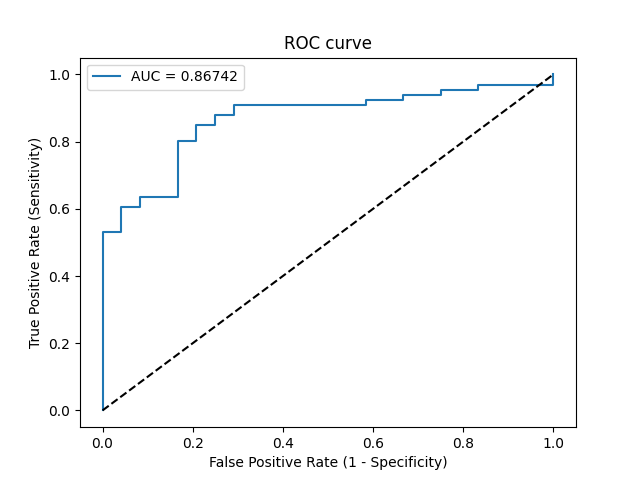 ROC curve
AUC = 0.86742
True Positive Rate (Sensitivity)
1.0
0.8
0.6
0.4
0.2
0.0
0.0 0.2 0.4 0.6 0.8 1.0
False Positive Rate (1 - Specificity)